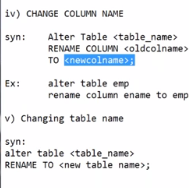 iv) CHANGE COLUMN NAME
syn: Alter Table <table_name>
RENAME COLUMN <oldcolname>
TO <newcolname>;
Ex: alter table emp
rename column ename to emp
v) Changing table name
syn:
alter table <table_name>
RENAME TO <new table name>;